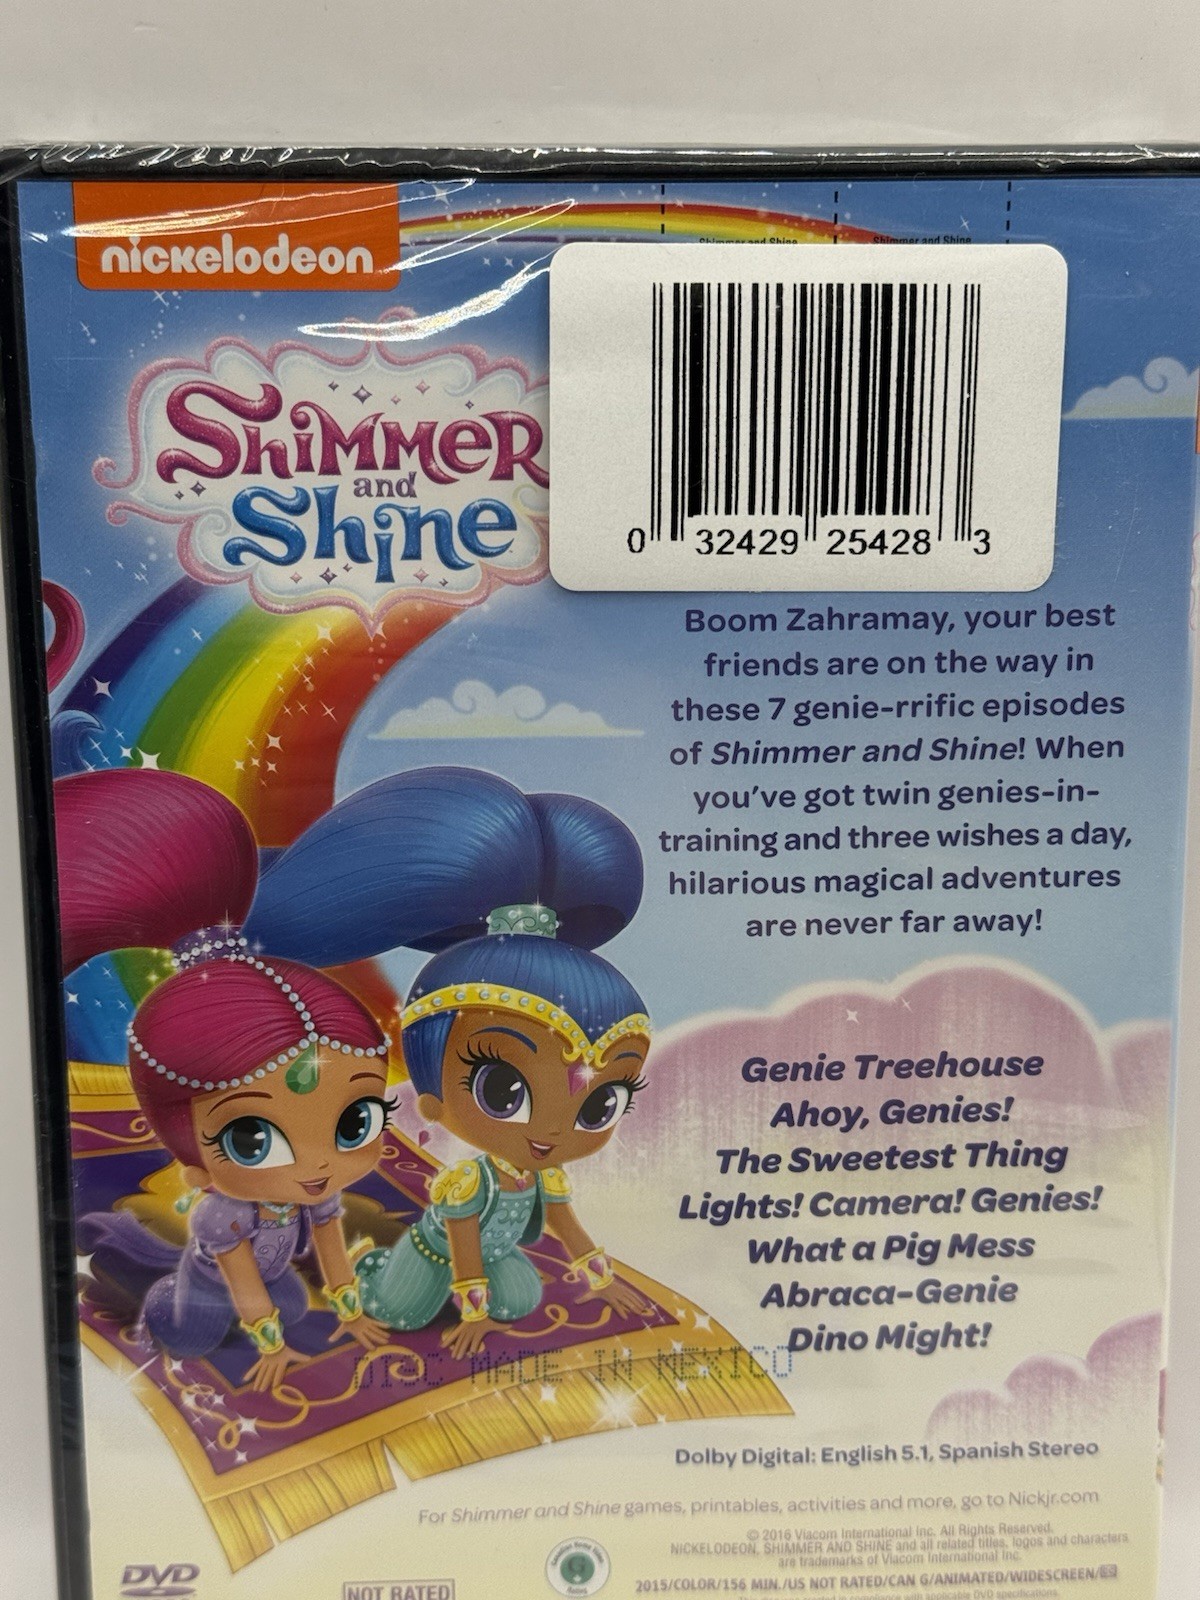 Shimmer and Shine
Shimmer and Shine
nickelodeon
Shimmer
and
Shine
0 32429 25428 3
Boom Zahramay, your best
friends are on the way in
these 7 genie-rrific episodes
of Shimmer and Shine! When
you've got twin genies-in-
training and three wishes a day,
hilarious magical adventures
are never far away!
Genie Treehouse
Ahoy, Genies!
The Sweetest Thing
Lights! Camera! Genies!
What a Pig Mess
Abraca-Genie
Dino Might!
DISC MADE IN MEXICO
Dolby Digital: English 5.1, Spanish Stereo
For Shimmer and Shine games, printables, activities and more, go to Nickjr.com
© 2016 Viacom International Inc. All Rights Reserved.
NICKELODEON, SHIMMER AND SHINE and all related titles, logos and characters
are trademarks of Viacom International Inc.
DVD
NOT RATED
G
2015/COLOR/156 MIN./US NOT RATED/CAN G/ANIMATED/WIDESCREEN/